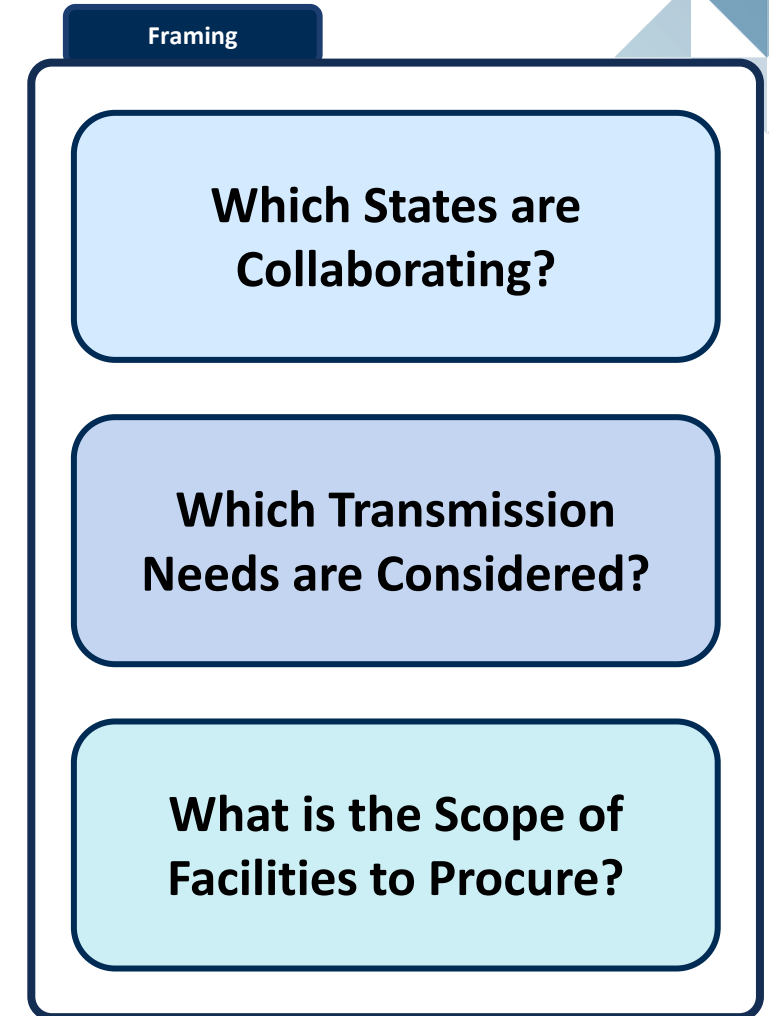 Framing
Which States are
Collaborating?
Which Transmission
Needs are Considered?
What is the Scope of
Facilities to Procure?